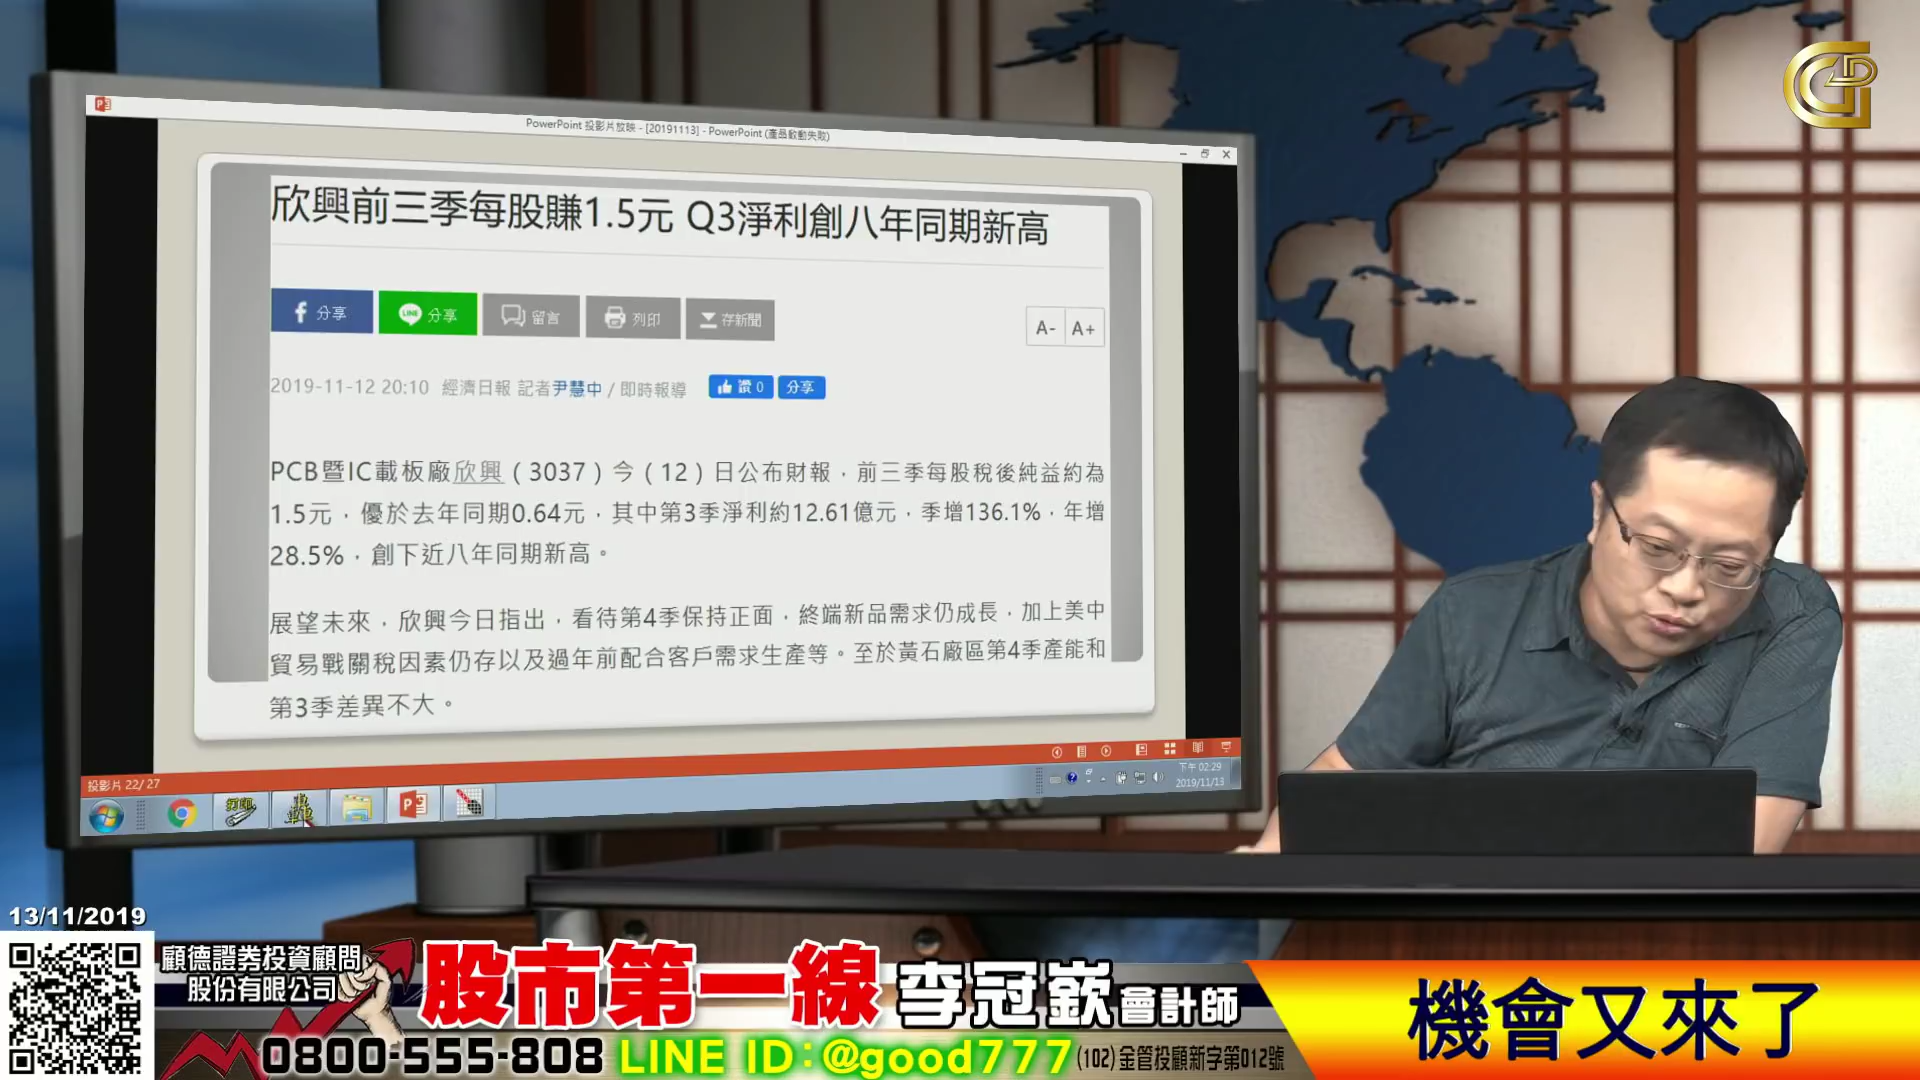 PowerPoint 投影片放映 - [20191113] - PowerPoint (產品啟動失敗)
欣興前三季每股賺1.5元 Q3淨利創八年同期新高
分享
LINE 分享
留言
列印
存新聞
A- A+
2019-11-12 20:10 經濟日報 記者尹慧中 / 即時報導
讚 0
分享
PCB暨IC載板廠欣興（3037）今（12）日公布財報，前三季每股稅後純益約為
1.5元，優於去年同期0.64元，其中第3季淨利約12.61億元，季增136.1%，年增
28.5%，創下近八年同期新高。
展望未來，欣興今日指出，看待第4季保持正面，終端新品需求仍成長，加上美中
貿易戰關稅因素仍存以及過年前配合客戶需求生產等。至於黃石廠區第4季產能和
第3季差異不大。
投影片 22/ 27
下午 02:29
2019/11/13
13/11/2019
顧德證券投資顧問
股份有限公司
股市第一線 李冠嶔 會計師
0800-555-808 LINE ID:@good777 (102)金管投顧新字第012號
機會又來了